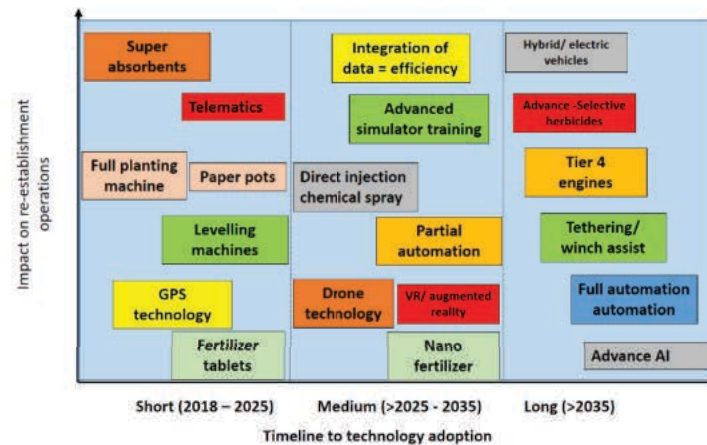 Super
absorbents
Telematics
Full planting
machine
Paper pots
Levelling
machines
GPS
technology
Fertilizer
tablets
Integration of
data = efficiency
Advanced
simulator training
Direct injection
chemical spray
Partial
automation
Drone
technology
VR/ augmented
reality
Nano
fertilizer
Hybrid/ electric
vehicles
Advance -Selective
herbicides
Tier 4
engines
Tethering/
winch assist
Full automation
automation
Advance AI
Impact on re-establishment
operations
Short (2018 – 2025)
Medium (>2025 - 2035)
Long (>2035)
Timeline to technology adoption